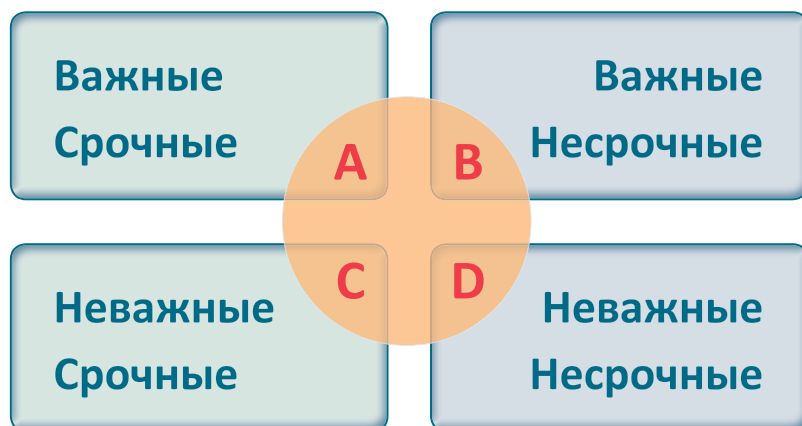 Важные
Срочные
A
Важные
Несрочные
B
Неважные
Срочные
C
Неважные
Несрочные
D